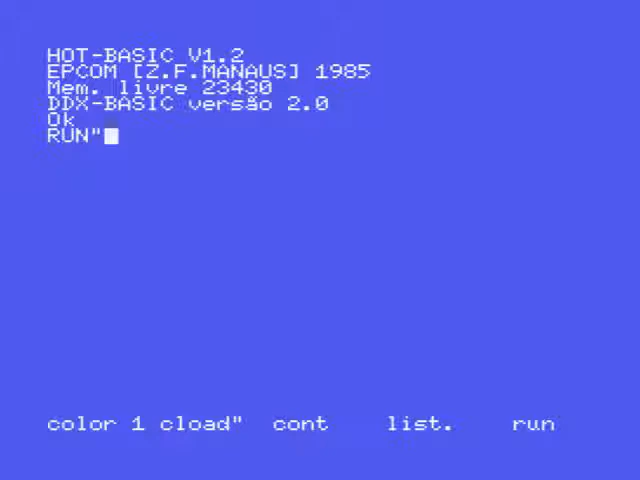 HOT-BASIC V1.2
EPCOM [Z.F.MANAUS] 1985
Mem. livre 23430
DDX-BASIC versão 2.0
Ok
RUN"
color 1 cload" cont list. run